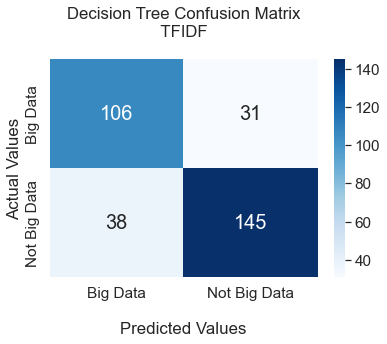 Decision Tree Confusion Matrix
TFIDF
Actual Values
Big Data
Not Big Data
106
31
38
145
Big Data
Not Big Data
Predicted Values
140
120
100
80
60
40